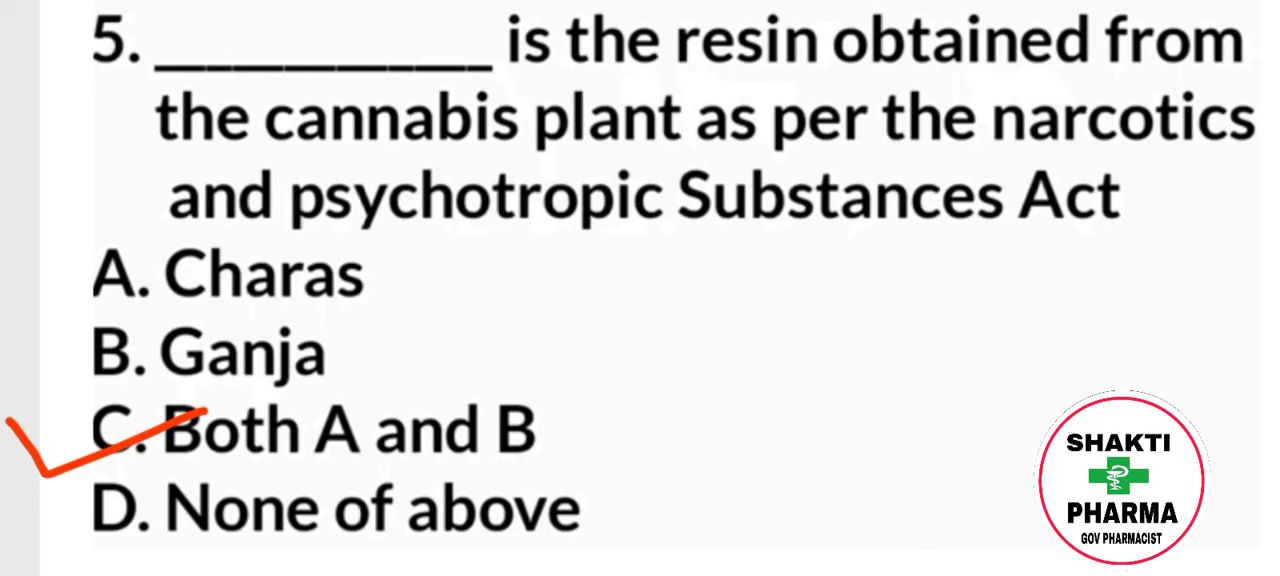 5. _____________ is the resin obtained from
the cannabis plant as per the narcotics
and psychotropic Substances Act
A. Charas
B. Ganja
C. Both A and B
D. None of above
SHAKTI
PHARMA
GOV PHARMACIST